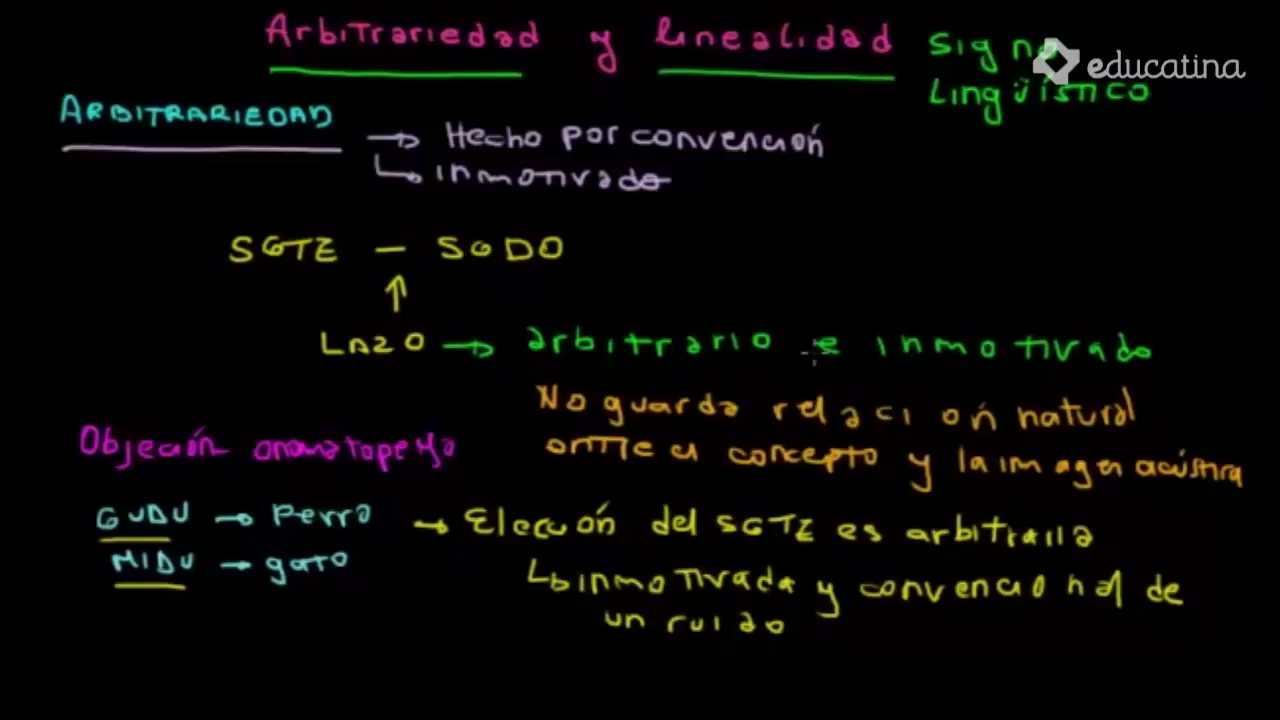 Arbitrariedad y linealidad Signo
Lingüístico
educatina
ARBITRARIEDAD → Hecho por convención
↳ inmotivado
SGTE — SGDO
↑
LAZO → arbitrario e inmotivado
No guarda relación natural
entre el concepto y la imagen acústica
Objeción onomatopeya
GUAU → Perro → Elección del SGTE es arbitraria
MIAU → gato
↳ inmotivada y convencional de
un ruido